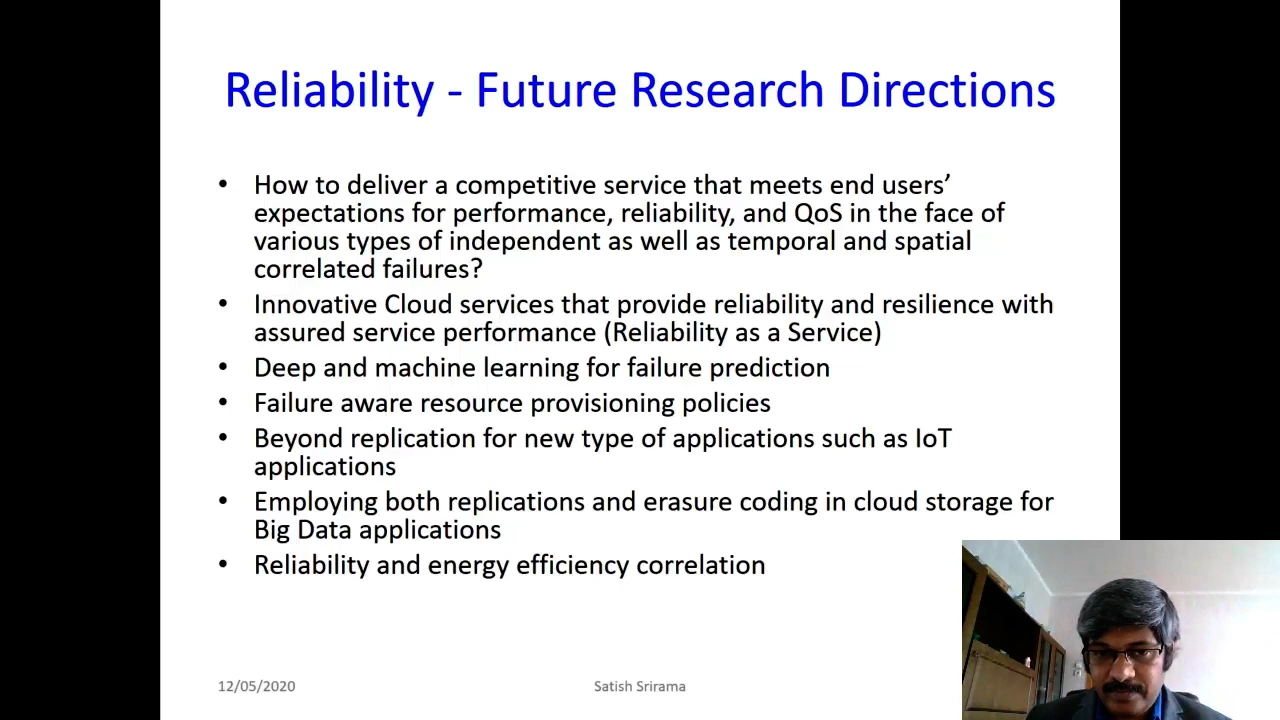 Reliability - Future Research Directions
• How to deliver a competitive service that meets end users’
expectations for performance, reliability, and QoS in the face of
various types of independent as well as temporal and spatial
correlated failures?
• Innovative Cloud services that provide reliability and resilience with
assured service performance (Reliability as a Service)
• Deep and machine learning for failure prediction
• Failure aware resource provisioning policies
• Beyond replication for new type of applications such as IoT
applications
• Employing both replications and erasure coding in cloud storage for
Big Data applications
• Reliability and energy efficiency correlation
12/05/2020
Satish Srirama